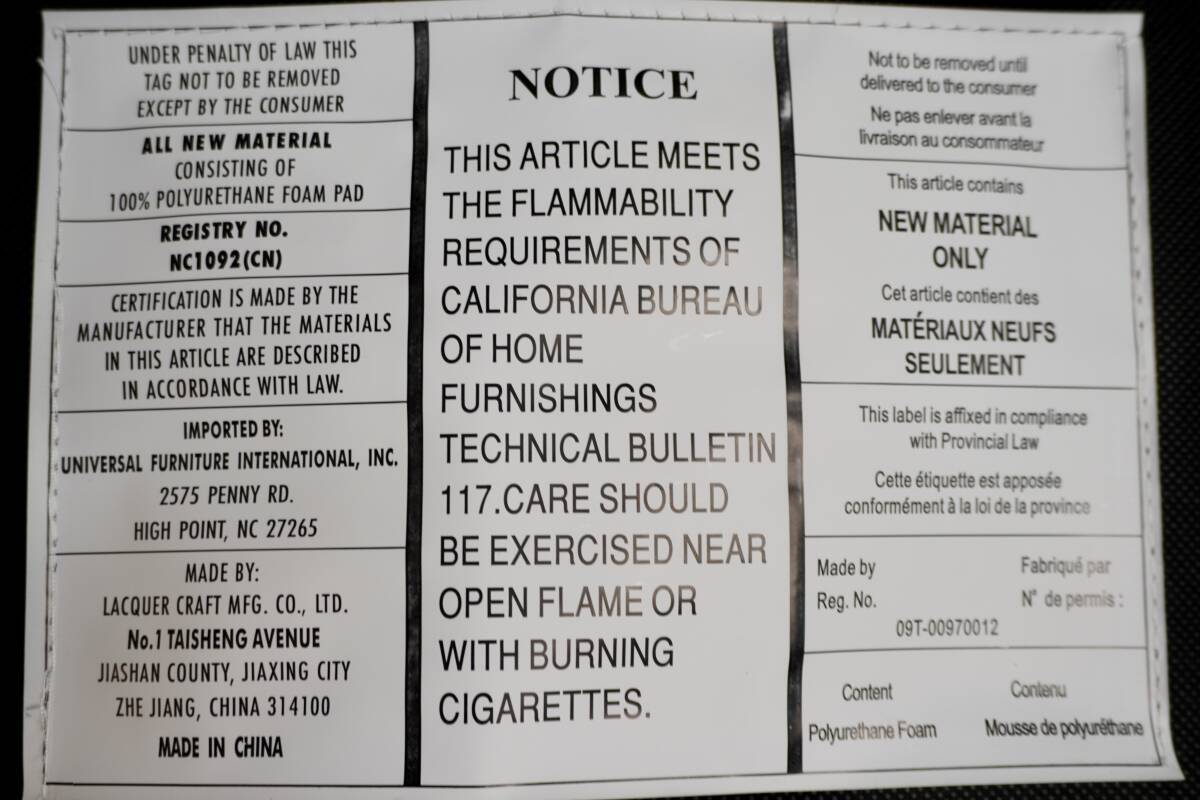 UNDER PENALTY OF LAW THIS
TAG NOT TO BE REMOVED
EXCEPT BY THE CONSUMER
ALL NEW MATERIAL
CONSISTING OF
100% POLYURETHANE FOAM PAD
REGISTRY NO.
NC1092(CN)
CERTIFICATION IS MADE BY THE
MANUFACTURER THAT THE MATERIALS
IN THIS ARTICLE ARE DESCRIBED
IN ACCORDANCE WITH LAW.
IMPORTED BY:
UNIVERSAL FURNITURE INTERNATIONAL, INC.
2575 PENNY RD.
HIGH POINT, NC 27265
MADE BY:
LACQUER CRAFT MFG. CO., LTD.
No.1 TAISHENG AVENUE
JIASHAN COUNTY, JIAXING CITY
ZHE JIANG, CHINA 314100
MADE IN CHINA
NOTICE
THIS ARTICLE MEETS
THE FLAMMABILITY
REQUIREMENTS OF
CALIFORNIA BUREAU
OF HOME
FURNISHINGS
TECHNICAL BULLETIN
117.CARE SHOULD
BE EXERCISED NEAR
OPEN FLAME OR
WITH BURNING
CIGARETTES.
Not to be removed until
delivered to the consumer
Ne pas enlever avant la
livraison au consommateur
This article contains
NEW MATERIAL
ONLY
Cet article contient des
MATÉRIAUX NEUFS
SEULEMENT
This label is affixed in compliance
with Provincial Law
Cette étiquette est apposée
conformément à la loi de la province
Made by Fabriqué par
Reg. No. N° de permis :
09T-00970012
Content Contenu
Polyurethane Foam Mousse de polyuréthane